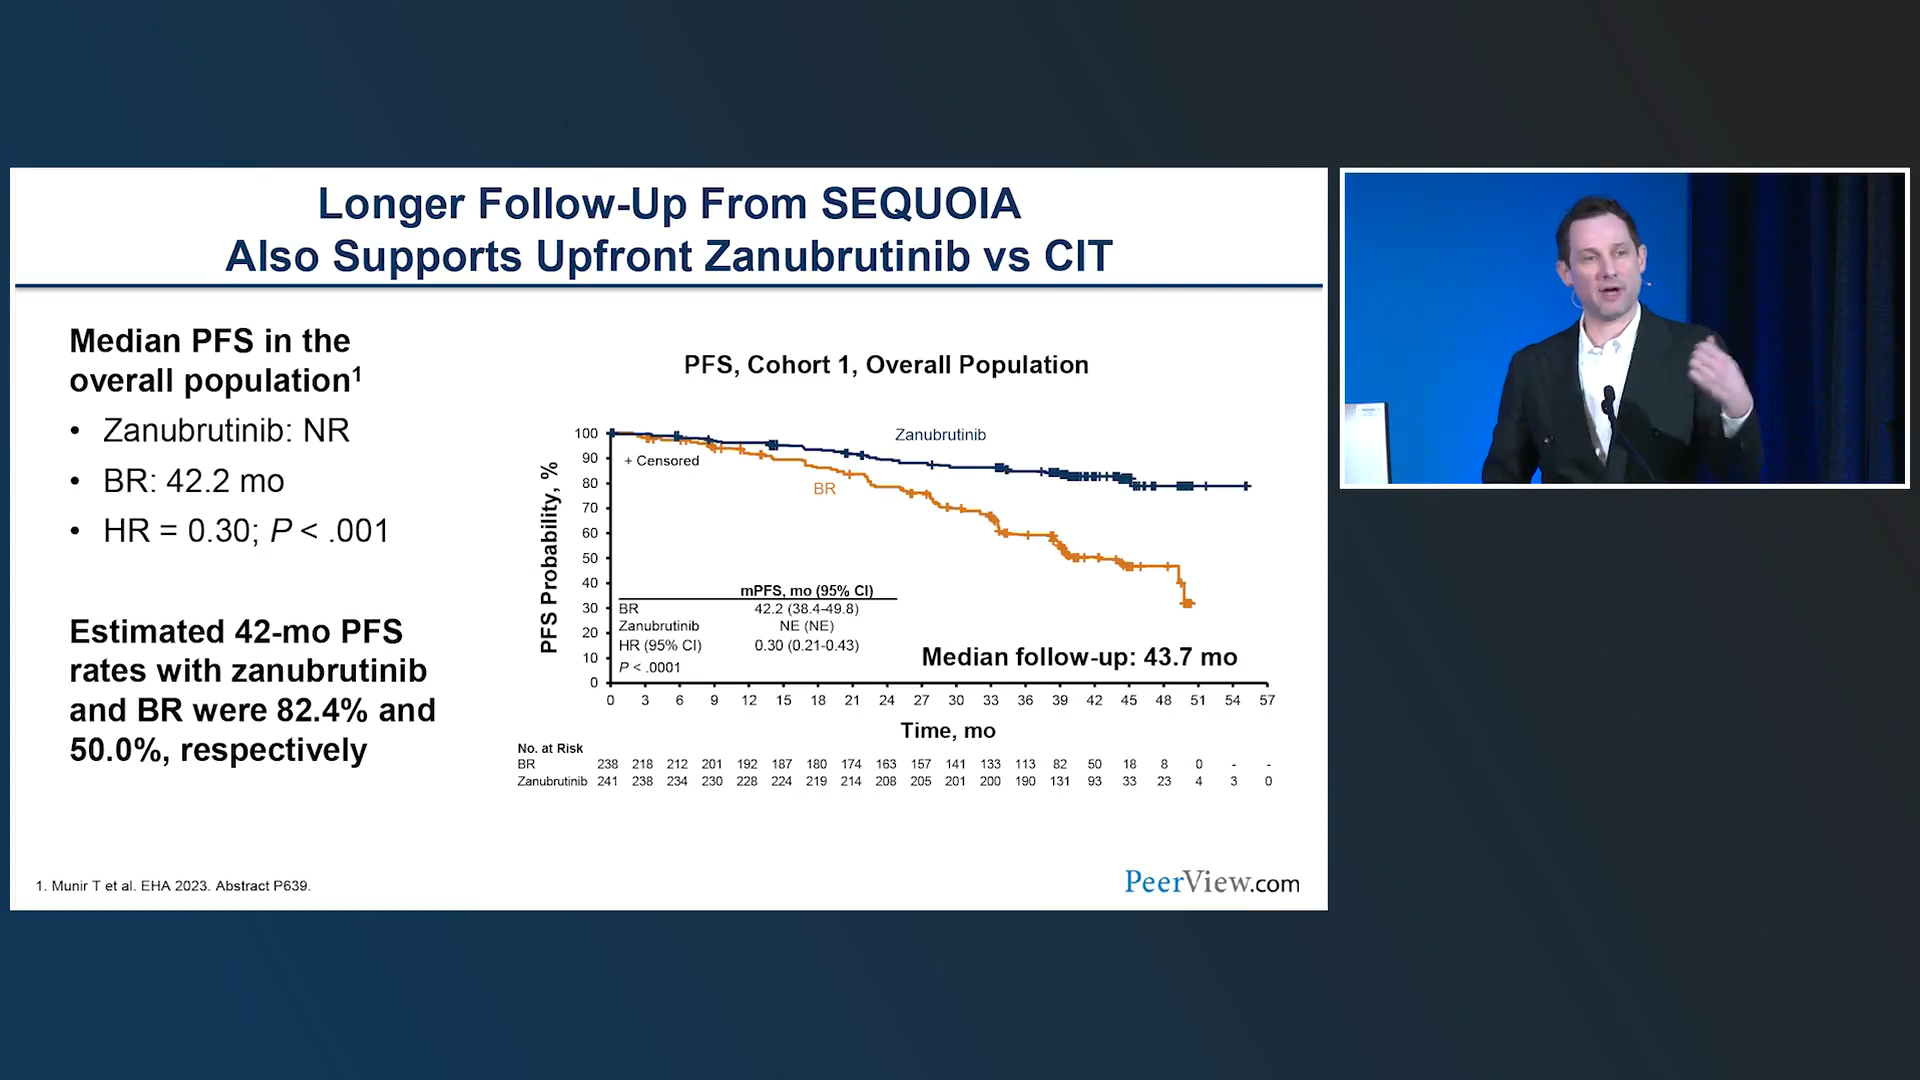 Longer Follow-Up From SEQUOIA
Also Supports Upfront Zanubrutinib vs CIT
Median PFS in the
overall population¹
• Zanubrutinib: NR
• BR: 42.2 mo
• HR = 0.30; P < .001
Estimated 42-mo PFS
rates with zanubrutinib
and BR were 82.4% and
50.0%, respectively
PFS, Cohort 1, Overall Population
PFS Probability, %
100
90
80
70
60
50
40
30
20
10
0
+ Censored
Zanubrutinib
BR
mPFS, mo (95% CI)
BR 42.2 (38.4-49.8)
Zanubrutinib NE (NE)
HR (95% CI) 0.30 (0.21-0.43)
P < .0001
Median follow-up: 43.7 mo
0 3 6 9 12 15 18 21 24 27 30 33 36 39 42 45 48 51 54 57
Time, mo
No. at Risk
BR 238 218 212 201 192 187 180 174 163 157 141 133 113 82 50 18 8 0 - -
Zanubrutinib 241 238 234 230 228 224 219 214 208 205 201 200 190 131 93 33 23 4 3 0
1. Munir T et al. EHA 2023. Abstract P639.
PeerView.com